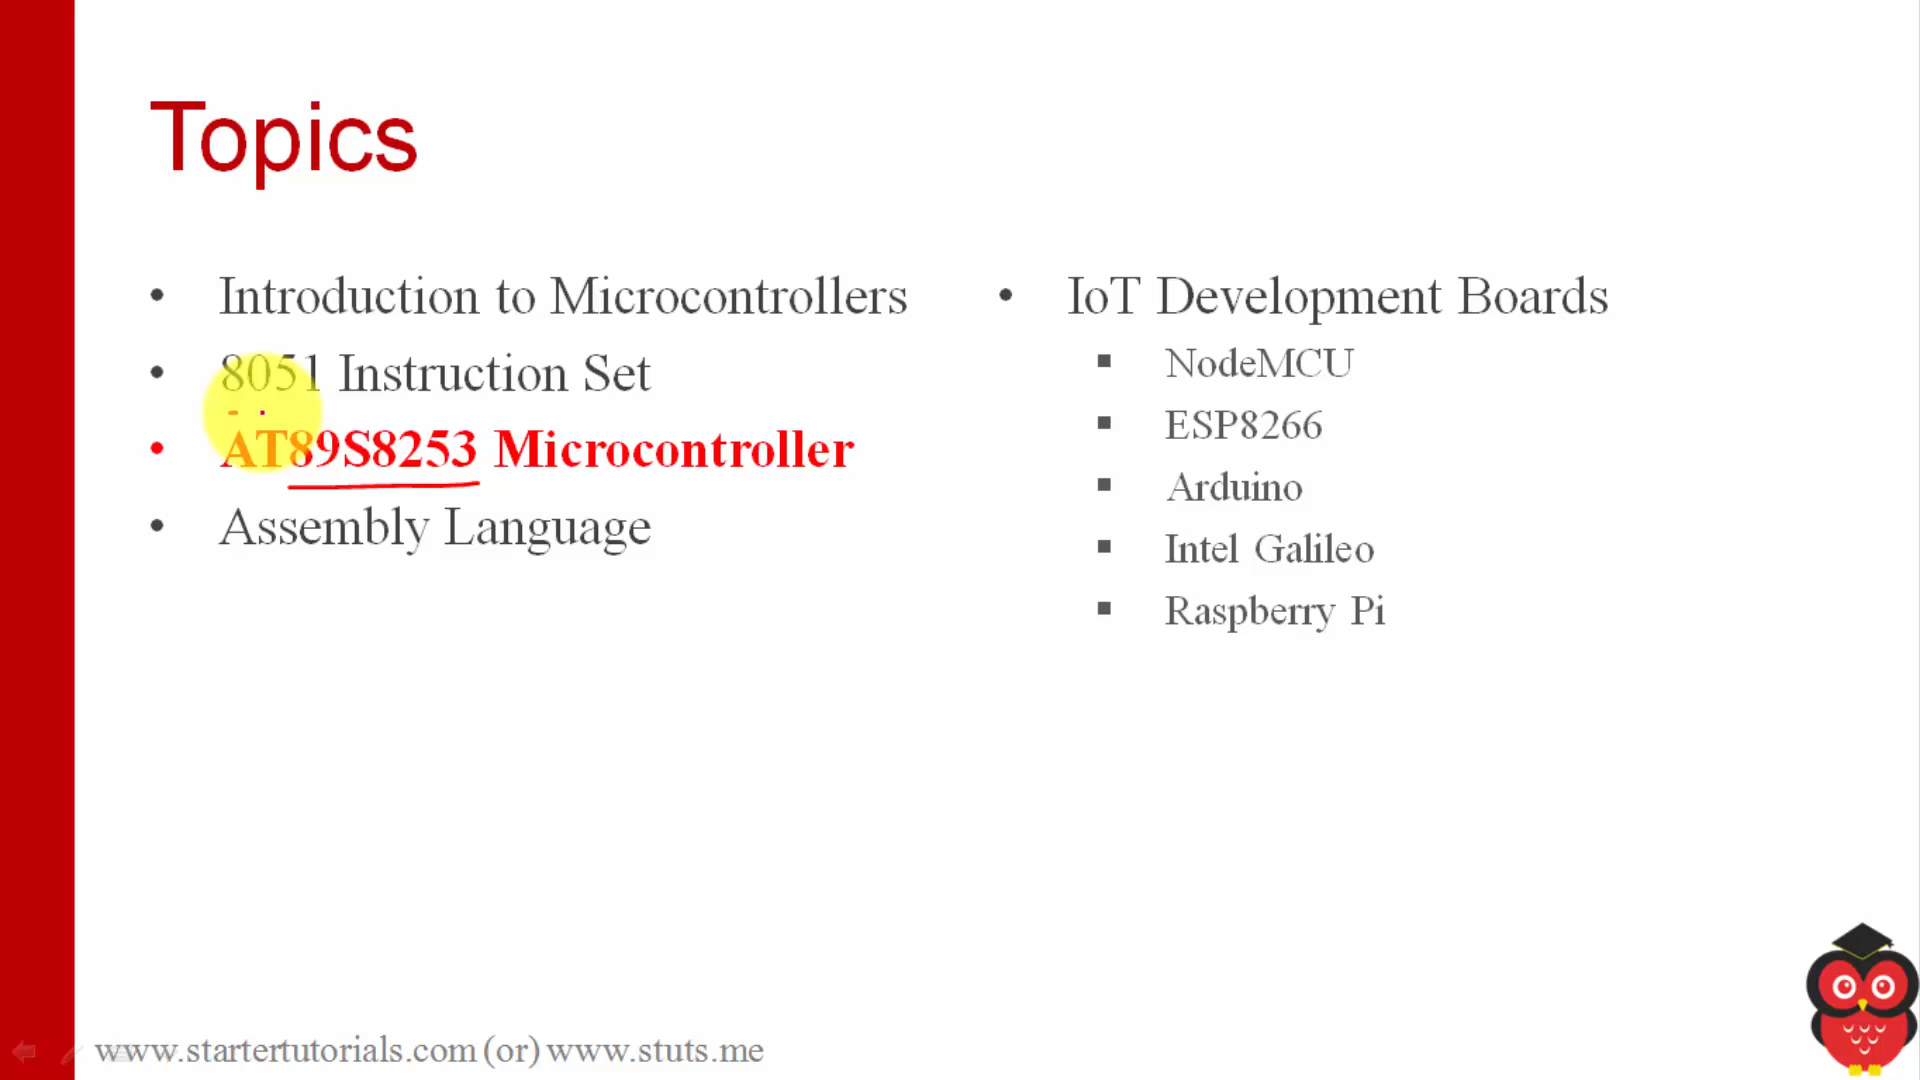 Topics
• Introduction to Microcontrollers
• 8051 Instruction Set
• AT89S8253 Microcontroller
• Assembly Language
• IoT Development Boards
▪ NodeMCU
▪ ESP8266
▪ Arduino
▪ Intel Galileo
▪ Raspberry Pi
www.startertutorials.com (or) www.stuts.me